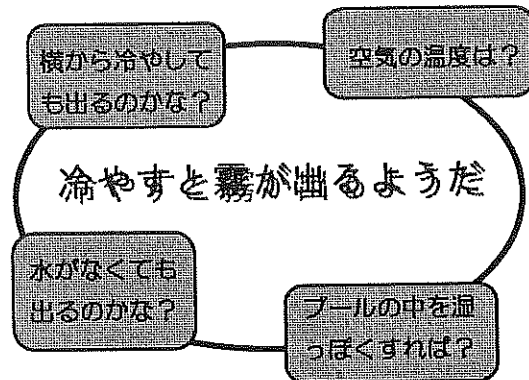 横から冷やして
も出るのかな？
空気の温度は？
冷やすと霧が出るようだ
水がなくても
出るのかな？
プールの中を湿
っぽくすれば？